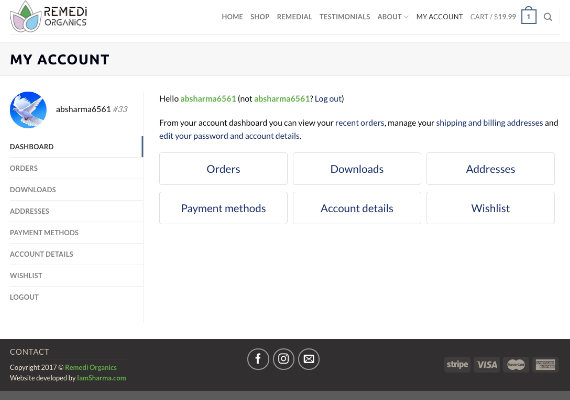 REMEDI
ORGANICS
HOME SHOP REMEDIAL TESTIMONIALS ABOUT MY ACCOUNT CART / $19.99 1
MY ACCOUNT
absharma6561 #33
DASHBOARD
ORDERS
DOWNLOADS
ADDRESSES
PAYMENT METHODS
ACCOUNT DETAILS
WISHLIST
LOGOUT
Hello absharma6561 (not absharma6561? Log out)
From your account dashboard you can view your recent orders, manage your shipping and billing addresses and
edit your password and account details.
Orders Downloads Addresses
Payment methods Account details Wishlist
CONTACT
Copyright 2017 © Remedi Organics
Website developed by IamSharma.com
stripe VISA